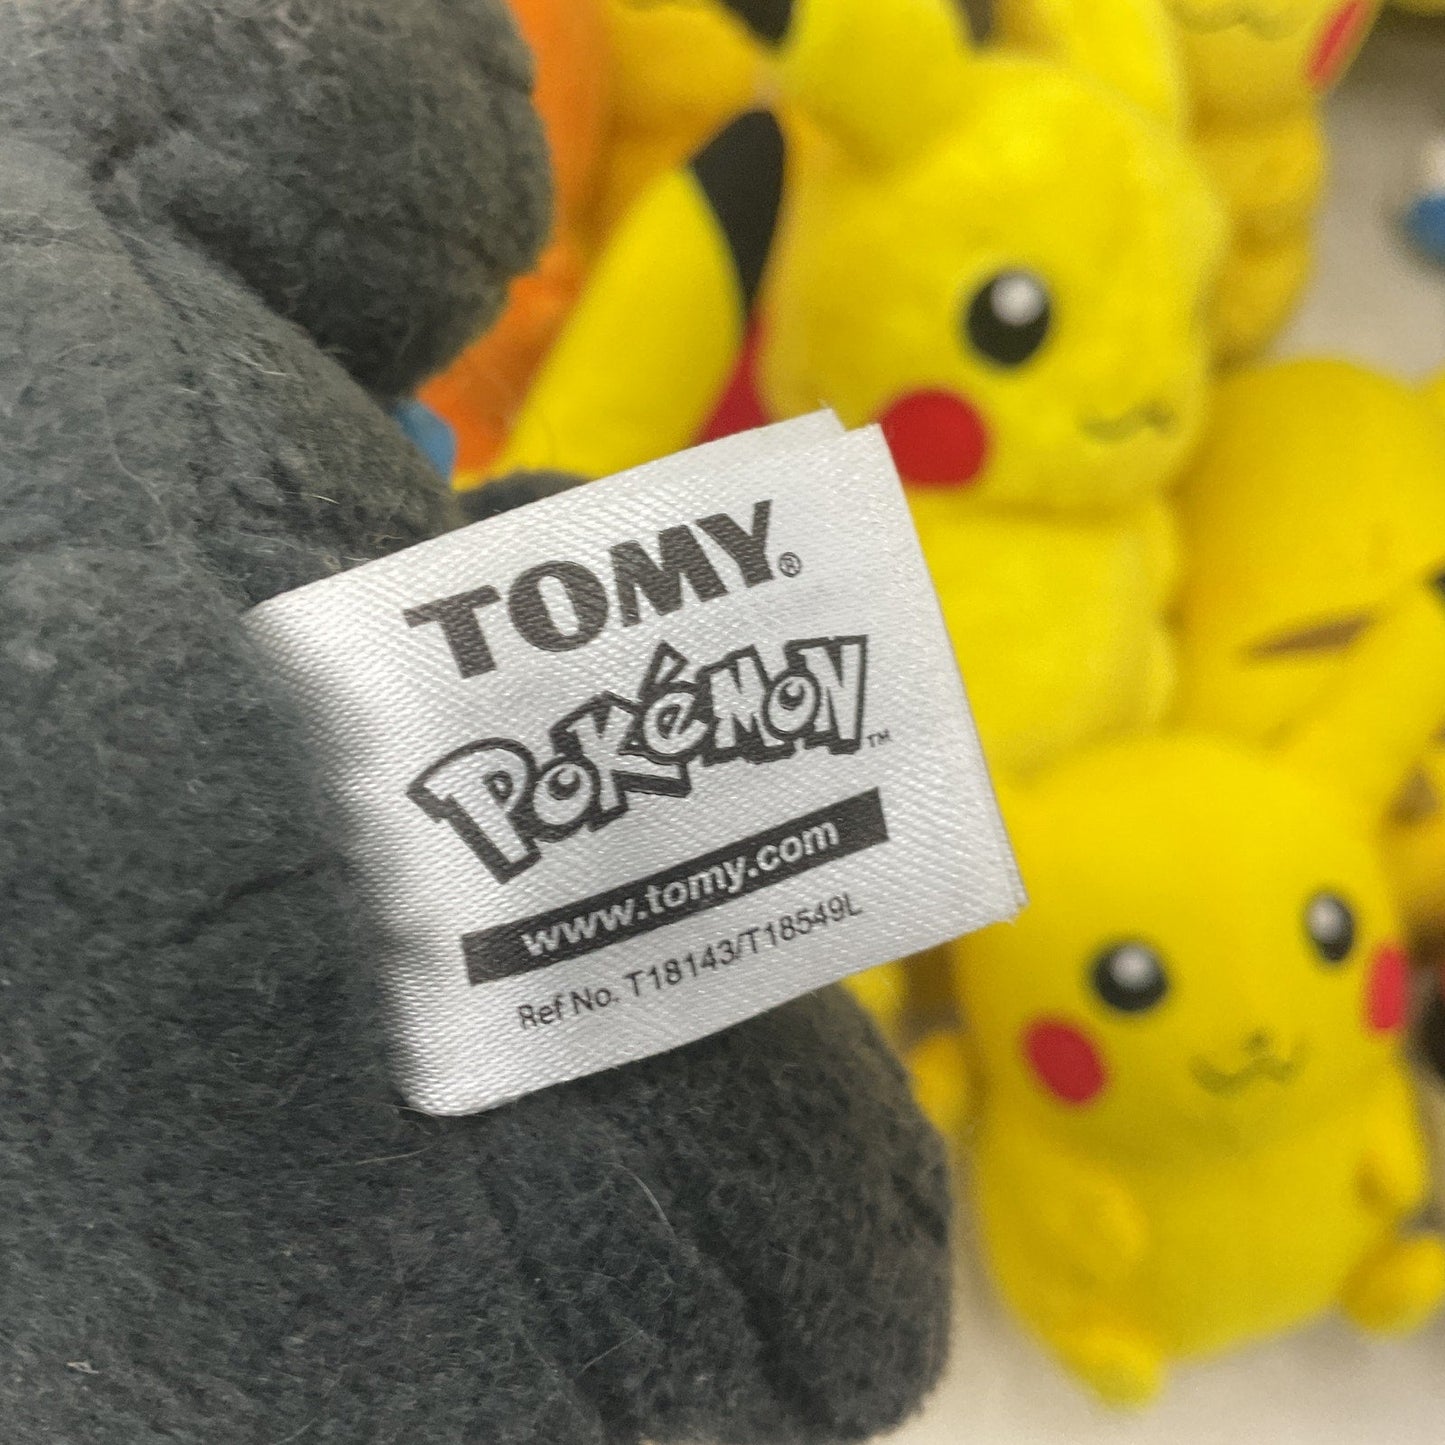 TOMY®
POKéMON™
www.tomy.com
Ref No. T18143/T18549L